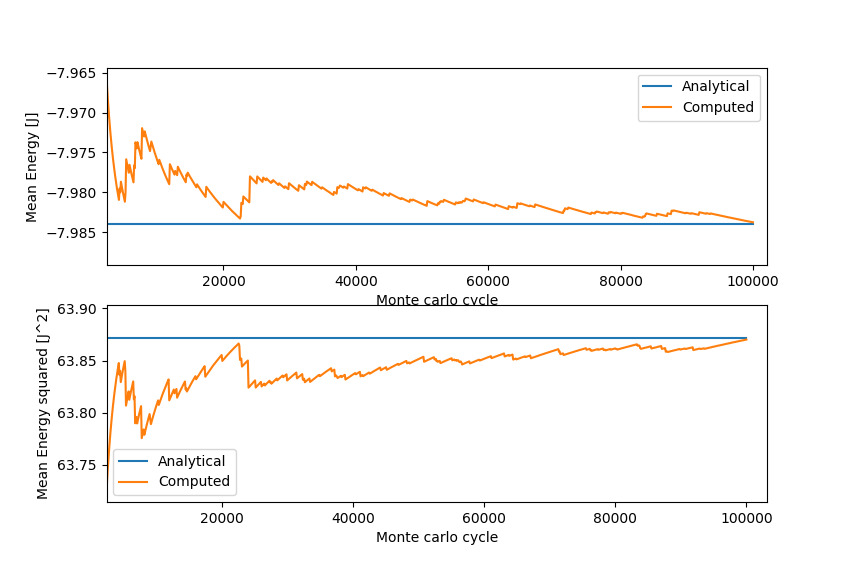 Mean Energy [J]
−7.965
−7.970
−7.975
−7.980
−7.985
Analytical
Computed
20000
40000
60000
80000
100000
Monte carlo cycle
Mean Energy squared [J^2]
63.90
63.85
63.80
63.75
Analytical
Computed
20000
40000
60000
80000
100000
Monte carlo cycle